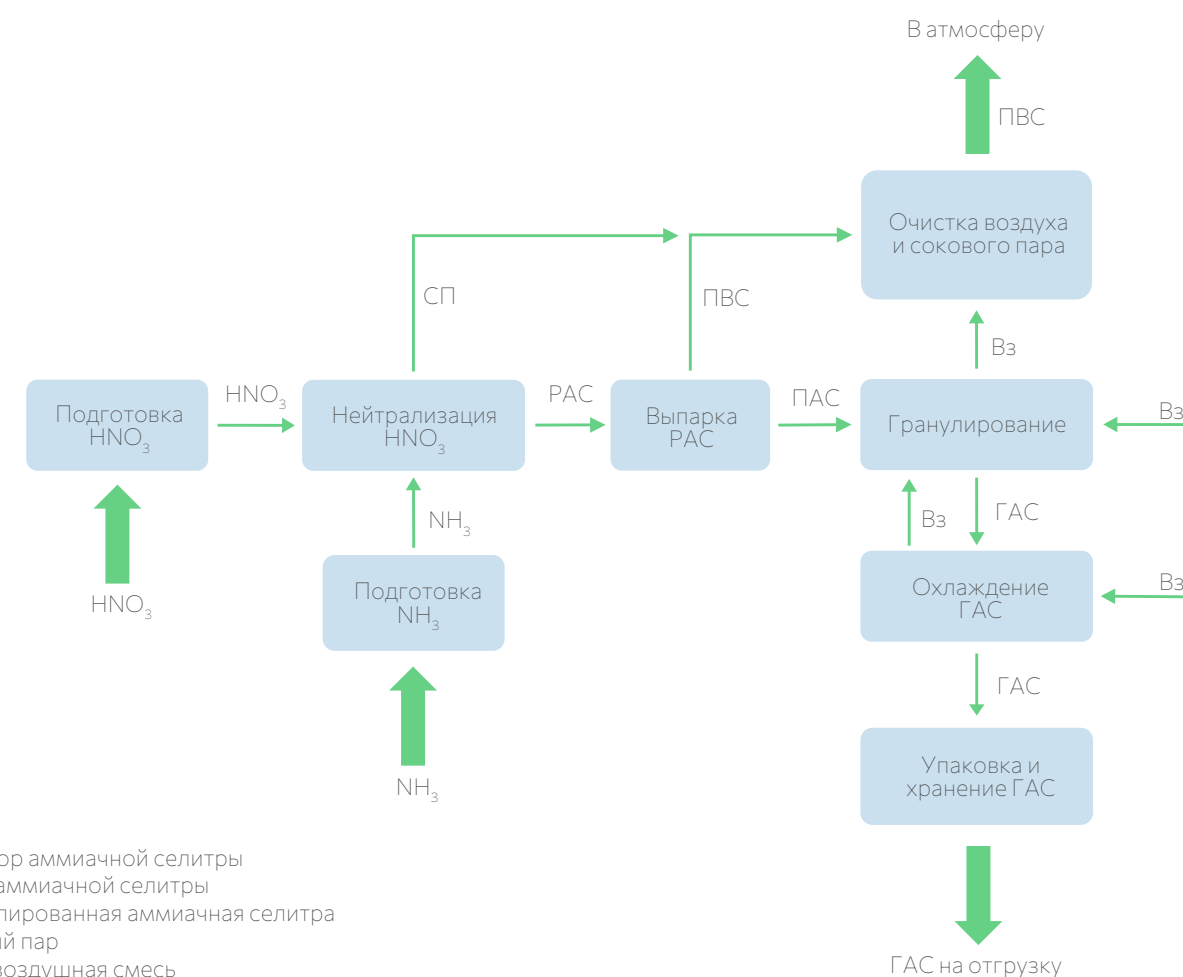 В атмосферу
ПВС
Очистка воздуха
и сокового пара
СП
ПВС
Вз
Подготовка
HNO₃
HNO₃
Нейтрализация
HNO₃
РАС
Выпарка
РАС
ПАС
Гранулирование
Вз
NH₃
Вз
ГАС
HNO₃
Подготовка
NH₃
Охлаждение
ГАС
Вз
ГАС
NH₃
Упаковка и
хранение ГАС
аммиачной селитры
аммиачной селитры
аммиачная селитра
пар
смесь
ГАС на отгрузку